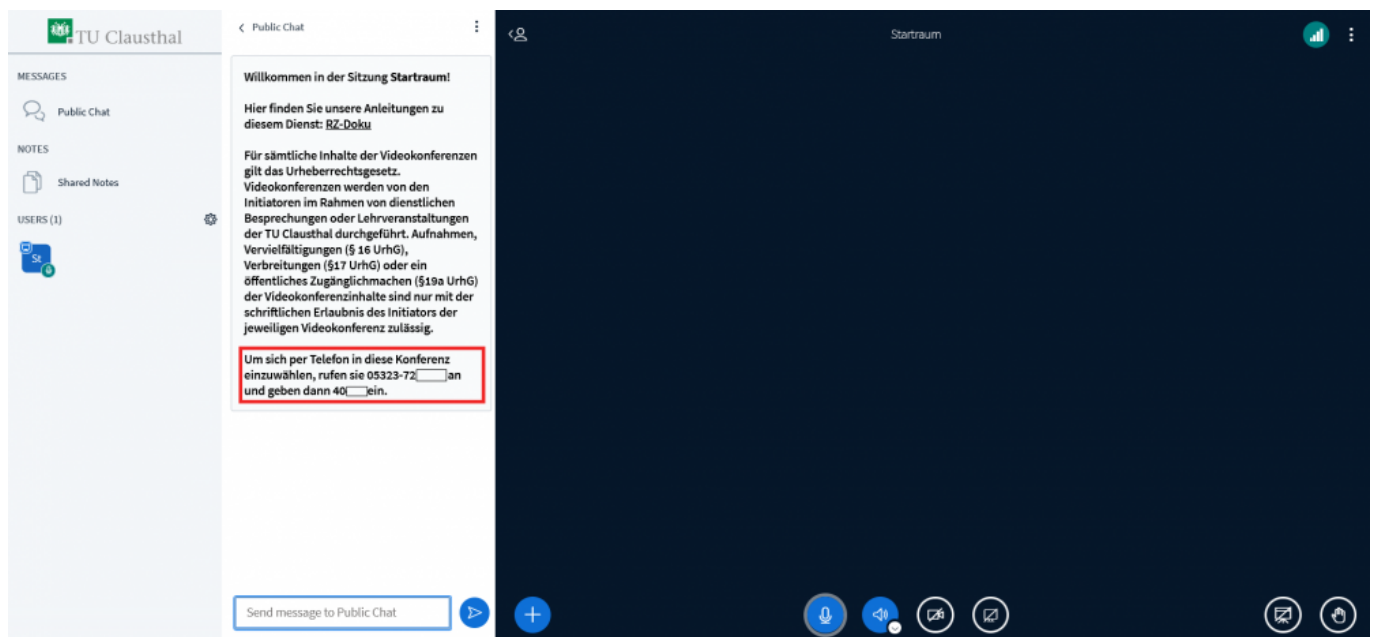 TU Clausthal
MESSAGES
Public Chat
NOTES
Shared Notes
USERS (1)
St
Public Chat
Willkommen in der Sitzung Startraum!
Hier finden Sie unsere Anleitungen zu
diesem Dienst: RZ-Doku
Für sämtliche Inhalte der Videokonferenzen
gilt das Urheberrechtsgesetz.
Videokonferenzen werden von den
Initiatoren im Rahmen von dienstlichen
Besprechungen oder Lehrveranstaltungen
der TU Clausthal durchgeführt. Aufnahmen,
Vervielfältigungen (§ 16 UrhG),
Verbreitungen (§17 UrhG) oder ein
öffentliches Zugänglichmachen (§19a UrhG)
der Videokonferenzinhalte sind nur mit der
schriftlichen Erlaubnis des Initiators der
jeweiligen Videokonferenz zulässig.
Um sich per Telefon in diese Konferenz
einzuwählen, rufen sie 05323-72 an
und geben dann 40 ein.
Send message to Public Chat
Startraum